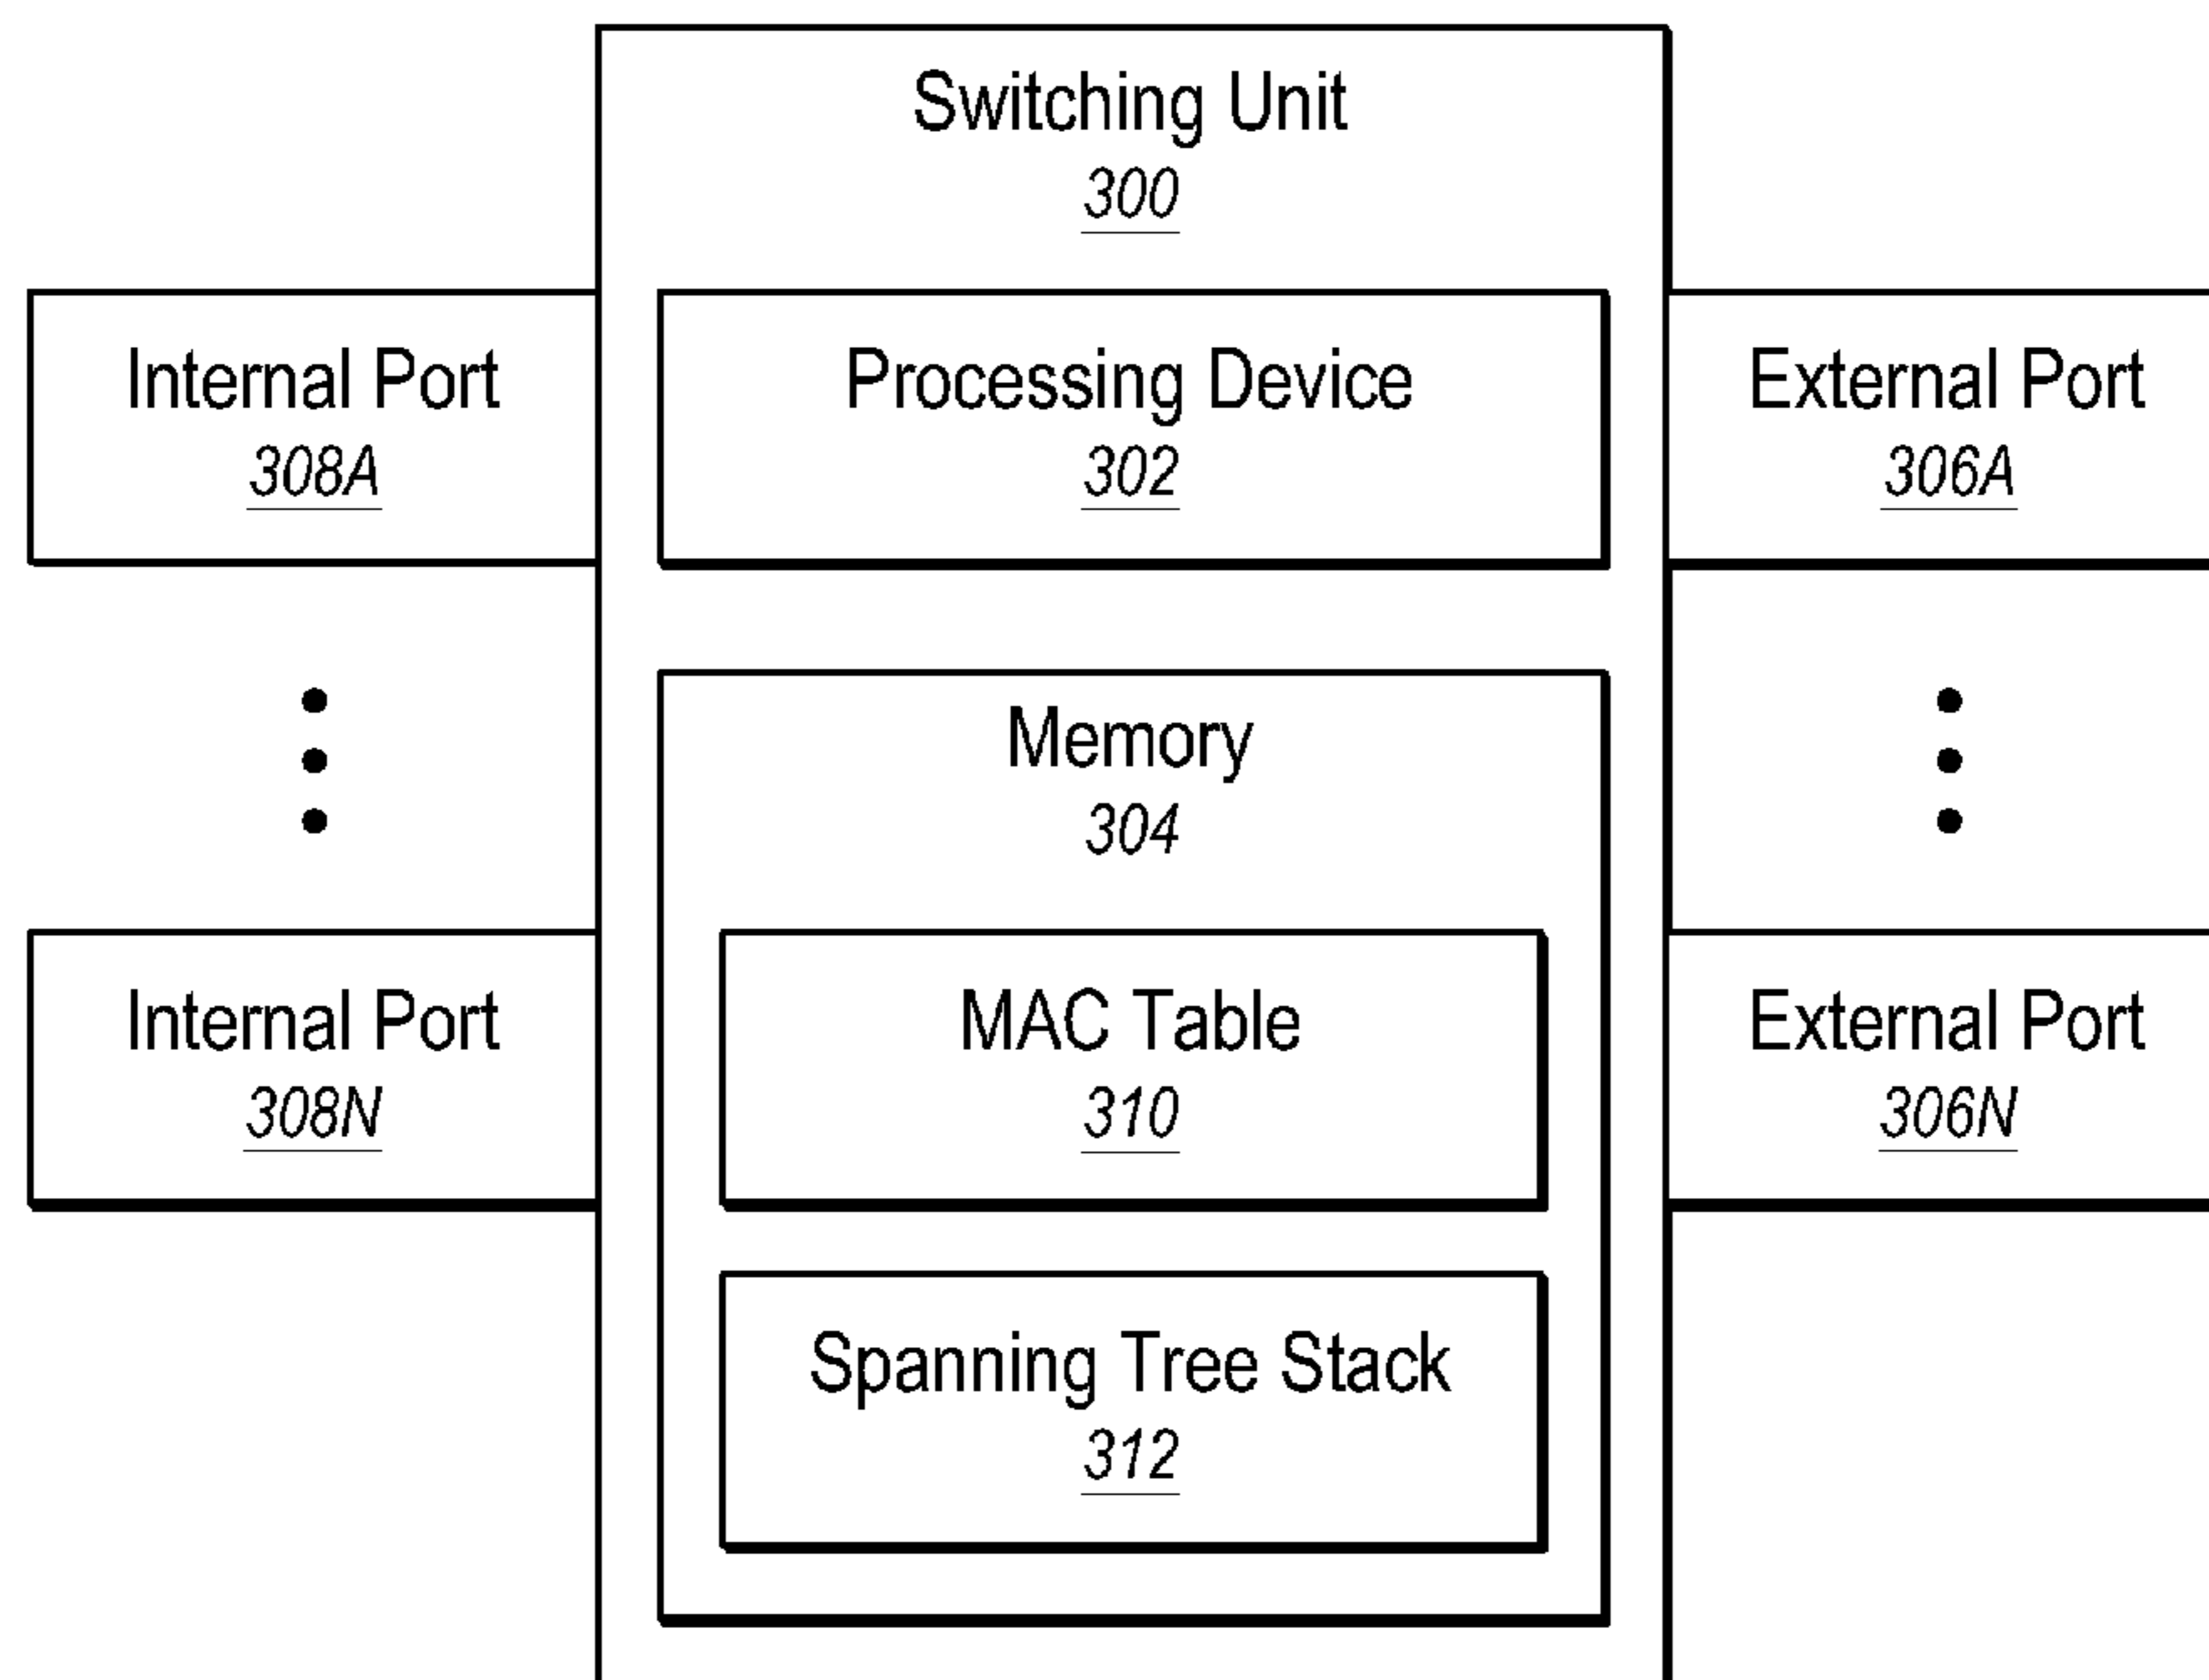 Switching Unit
300
Internal Port
308A
Processing Device
302
External Port
306A
Memory
304
Internal Port
308N
MAC Table
310
External Port
306N
Spanning Tree Stack
312